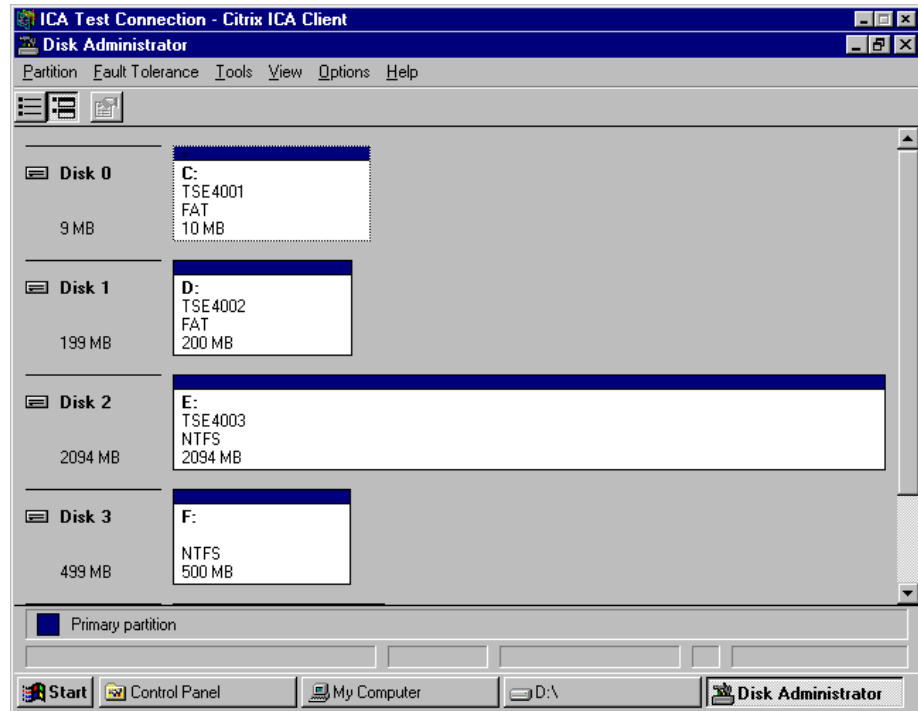 ICA Test Connection - Citrix ICA Client
Disk Administrator
Partition Fault Tolerance Tools View Options Help
Disk 0
9 MB
C:
TSE4001
FAT
10 MB
Disk 1
199 MB
D:
TSE4002
FAT
200 MB
Disk 2
2094 MB
E:
TSE4003
NTFS
2094 MB
Disk 3
499 MB
F:
NTFS
500 MB
Primary partition
Start Control Panel My Computer D:\ Disk Administrator